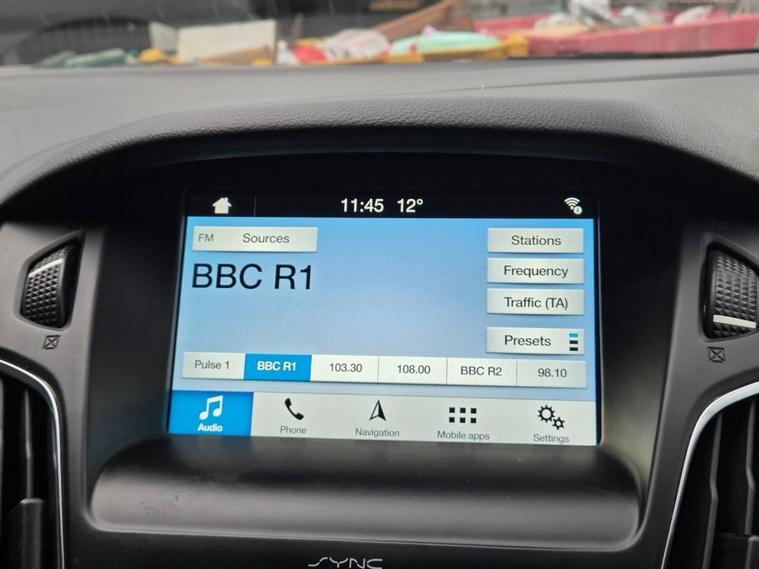 11:45 12°
FM Sources
Stations
BBC R1
Frequency
Traffic (TA)
Presets
Pulse 1 BBC R1 103.30 108.00 BBC R2 98.10
Audio Phone Navigation Mobile apps Settings
SYNC